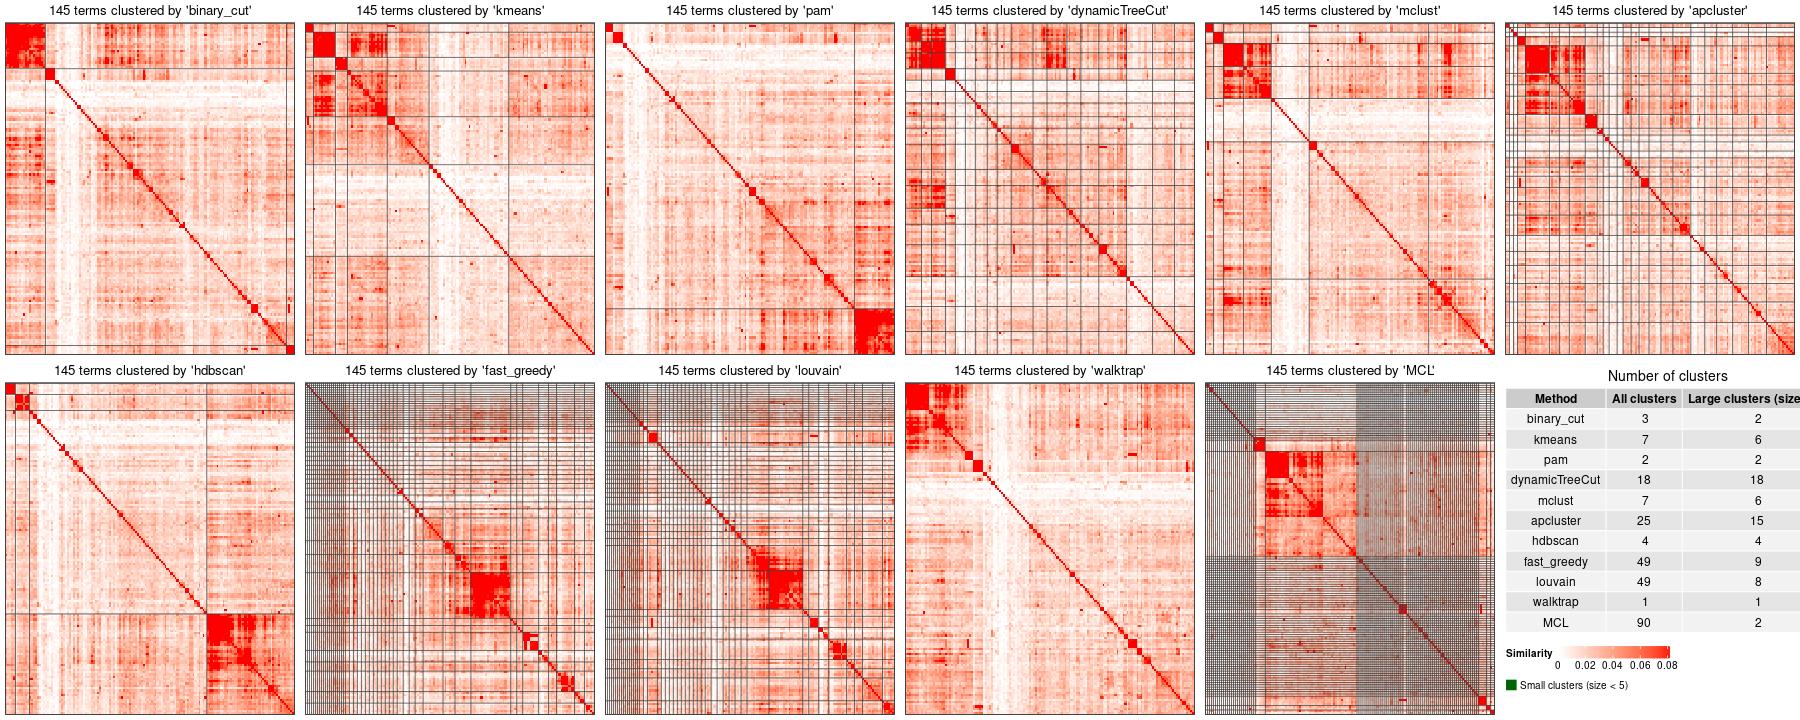 145 terms clustered by 'binary_cut'
145 terms clustered by 'kmeans'
145 terms clustered by 'pam'
145 terms clustered by 'dynamicTreeCut'
145 terms clustered by 'mclust'
145 terms clustered by 'apcluster'
145 terms clustered by 'hdbscan'
145 terms clustered by 'fast_greedy'
145 terms clustered by 'louvain'
145 terms clustered by 'walktrap'
145 terms clustered by 'MCL'
Number of clusters
Method All clusters Large clusters (size
binary_cut 3 2
kmeans 7 6
pam 2 2
dynamicTreeCut 18 18
mclust 7 6
apcluster 25 15
hdbscan 4 4
fast_greedy 49 9
louvain 49 8
walktrap 1 1
MCL 90 2
Similarity
0 0.02 0.04 0.06 0.08
Small clusters (size < 5)